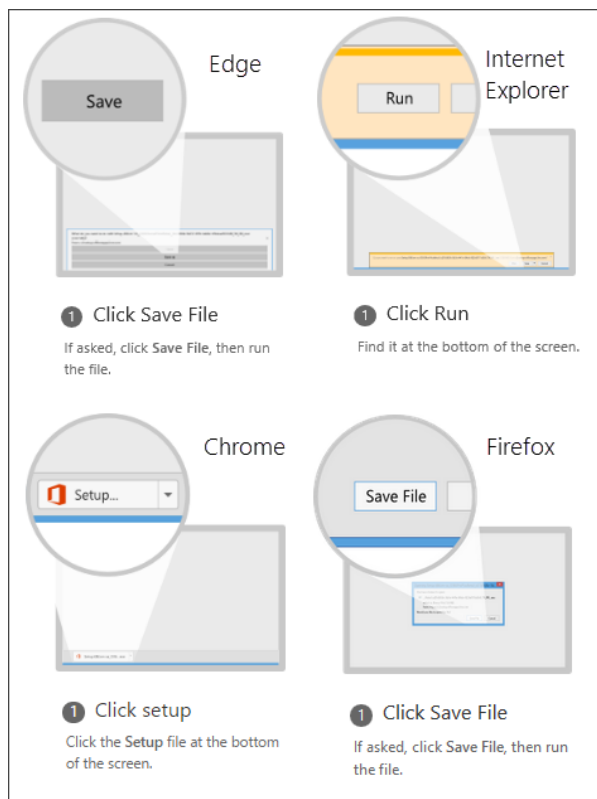 Edge
Save
1 Click Save File
If asked, click Save File, then run
the file.
Internet
Explorer
Run
1 Click Run
Find it at the bottom of the screen.
Chrome
Setup...
1 Click setup
Click the Setup file at the bottom
of the screen.
Firefox
Save File
1 Click Save File
If asked, click Save File, then run
the file.